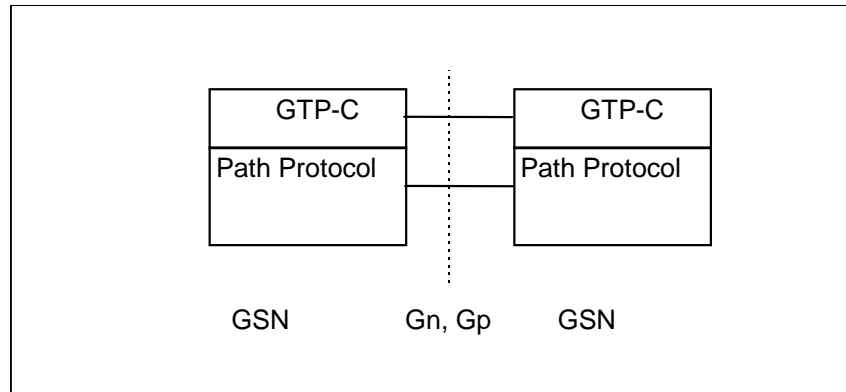 GTP-C GTP-C
Path Protocol Path Protocol
GSN Gn, Gp GSN